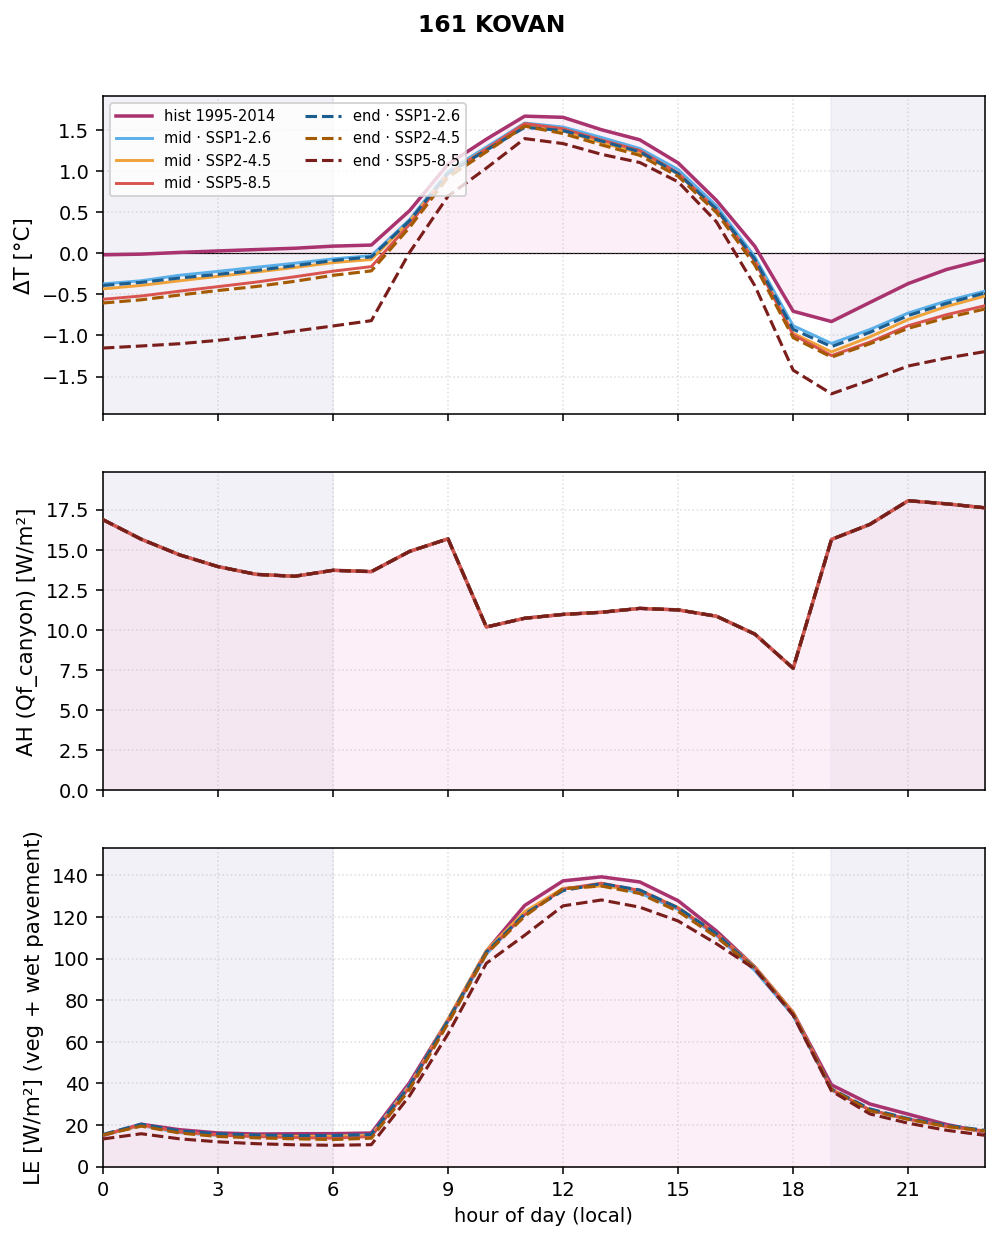 161 KOVAN
hist 1995-2014
mid · SSP1-2.6
mid · SSP2-4.5
mid · SSP5-8.5
end · SSP1-2.6
end · SSP2-4.5
end · SSP5-8.5
ΔT [°C]
1.5
1.0
0.5
0.0
−0.5
−1.0
−1.5
AH (Qf_canyon) [W/m²]
17.5
15.0
12.5
10.0
7.5
5.0
2.5
0.0
LE [W/m²] (veg + wet pavement)
140
120
100
80
60
40
20
0
0 3 6 9 12 15 18 21
hour of day (local)